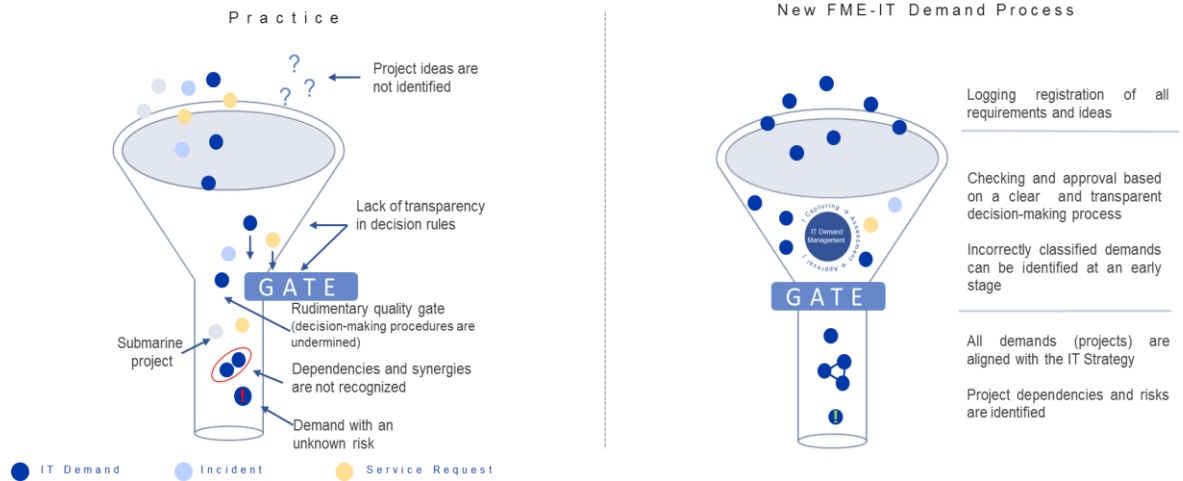 Practice
New FME-IT Demand Process
?
?
?
Project ideas are
not identified
Lack of transparency
in decision rules
GATE
Rudimentary quality gate
(decision-making procedures are
undermined)
Submarine
project
Dependencies and synergies
are not recognized
!
Demand with an
unknown risk
IT Demand
Incident
Service Request
Logging registration of all
requirements and ideas
Checking and approval based
on a clear and transparent
decision-making process
Incorrectly classified demands
can be identified at an early
stage
| Capturing → Assessment → Approval |
IT Demand
Management
GATE
All demands (projects) are
aligned with the IT Strategy
Project dependencies and risks
are identified
!